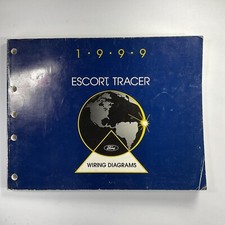 1·9·9·9
ESCORT, TRACER
Ford
WIRING DIAGRAMS